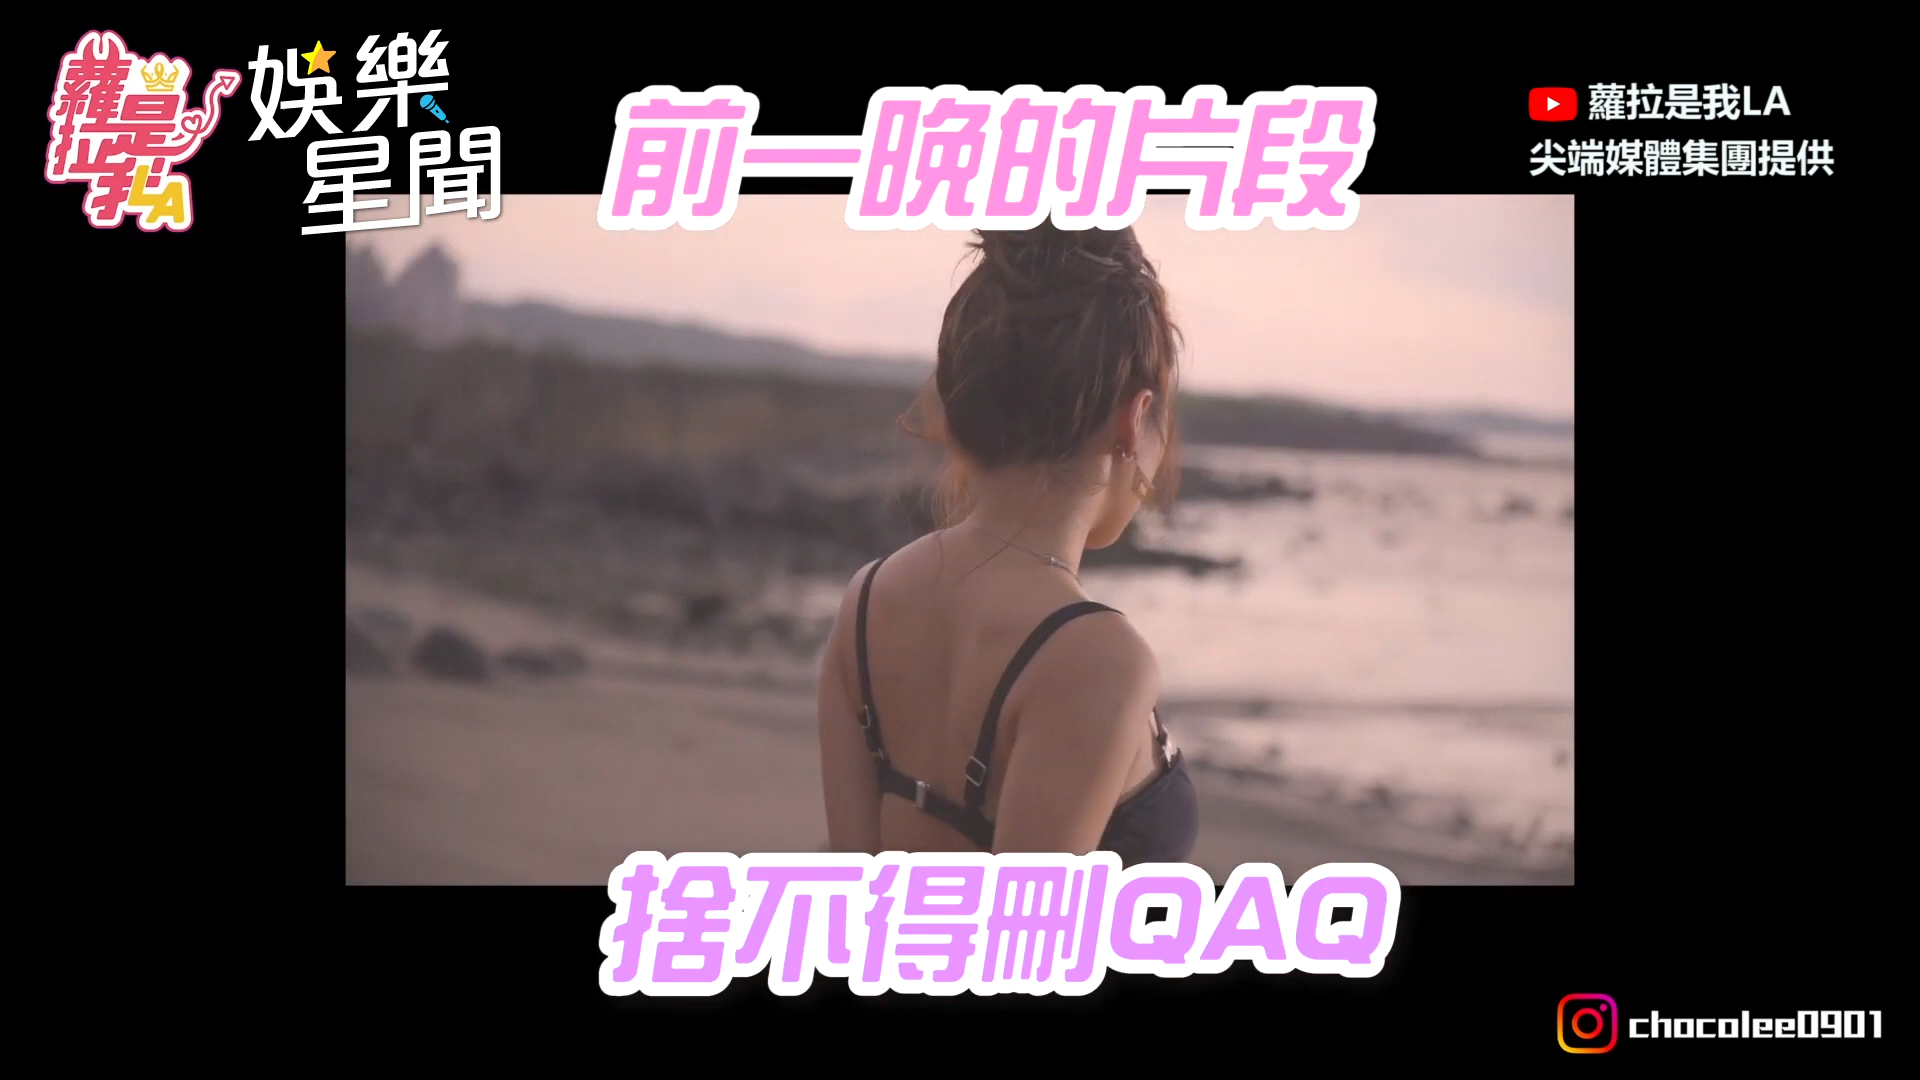 蘿拉是我LA
娛樂
星聞
前一晚的片段
蘿拉是我LA
尖端媒體集團提供
捨不得刪QAQ
chocolee0901